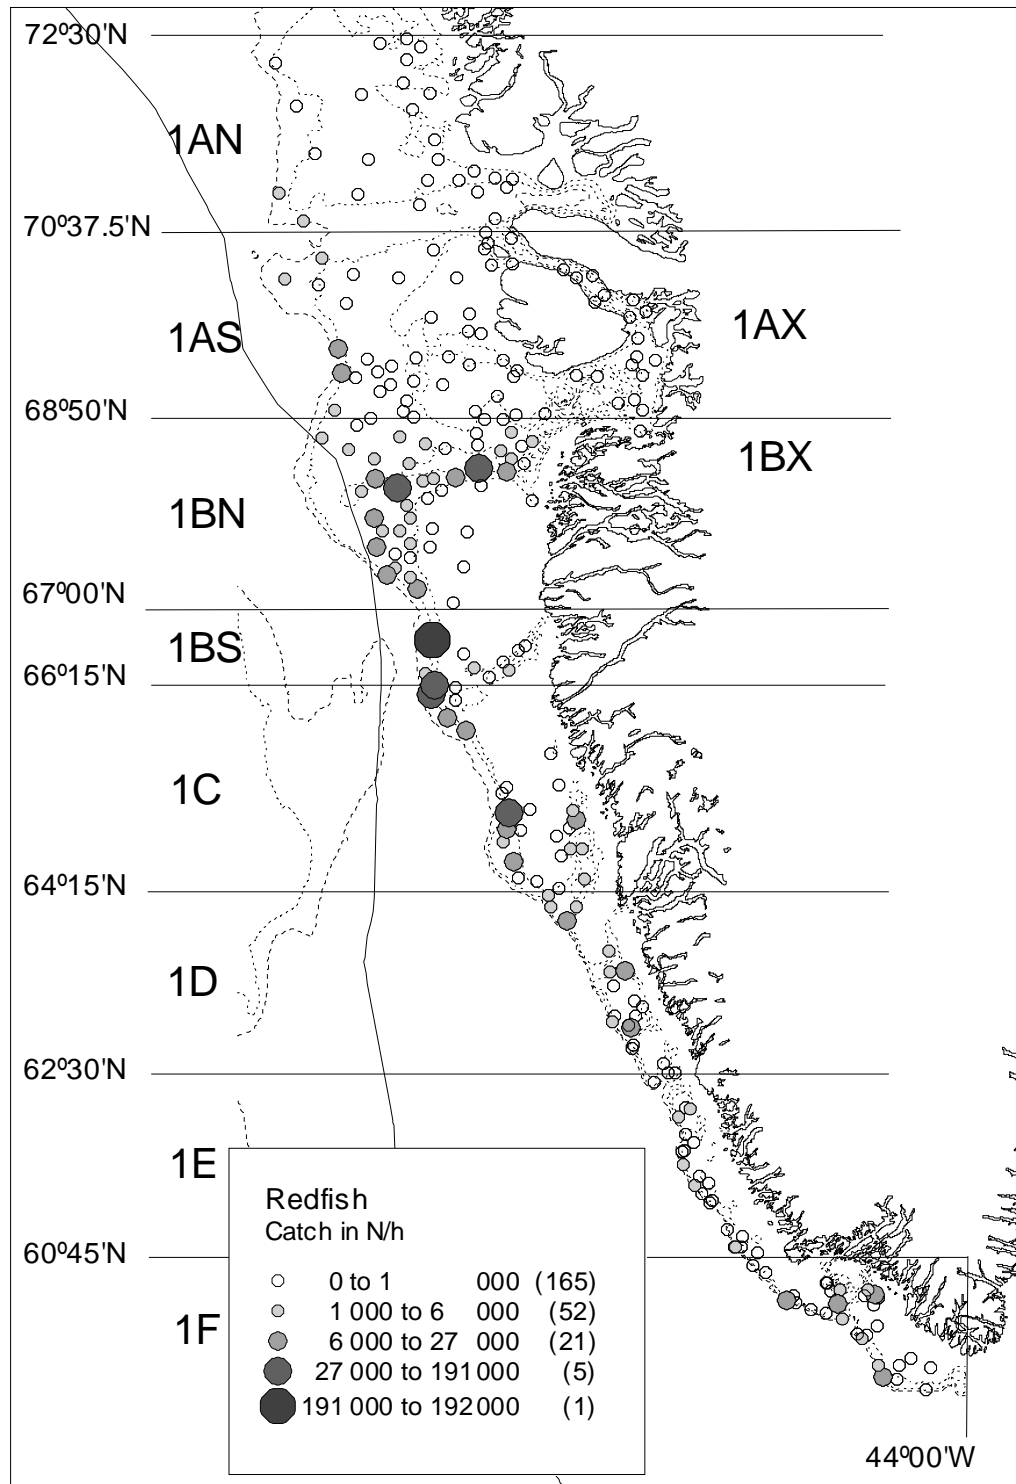 72º30'N
1AN
70º37.5'N
1AS
1AX
68º50'N
1BX
1BN
67º00'N
1BS
66º15'N
1C
64º15'N
1D
62º30'N
1E
60º45'N
1F
Redfish
Catch in N/h
0 to 1 000 (165)
1 000 to 6 000 (52)
6 000 to 27 000 (21)
27 000 to 191 000 (5)
191 000 to 192 000 (1)
44º00'W